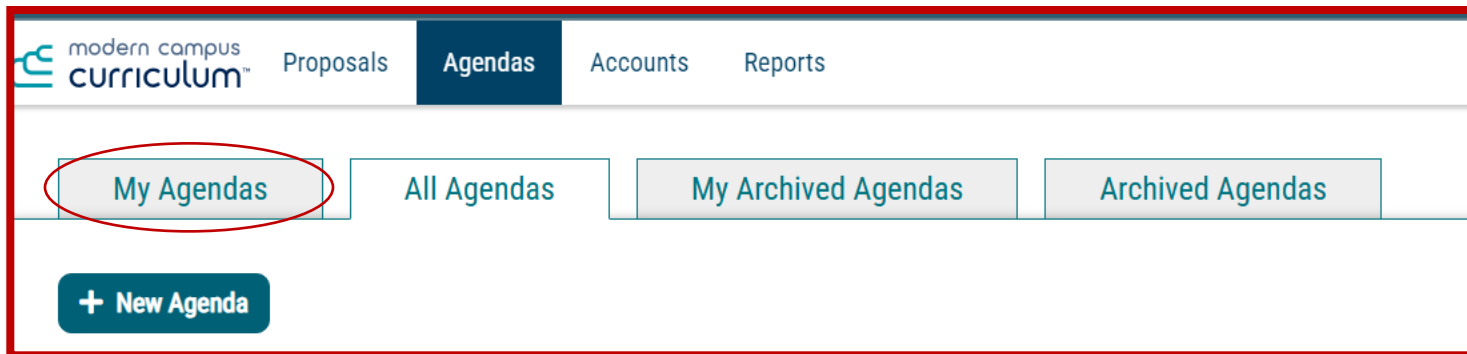 modern campus
curriculum™
Proposals Agendas Accounts Reports
My Agendas All Agendas My Archived Agendas Archived Agendas
+ New Agenda